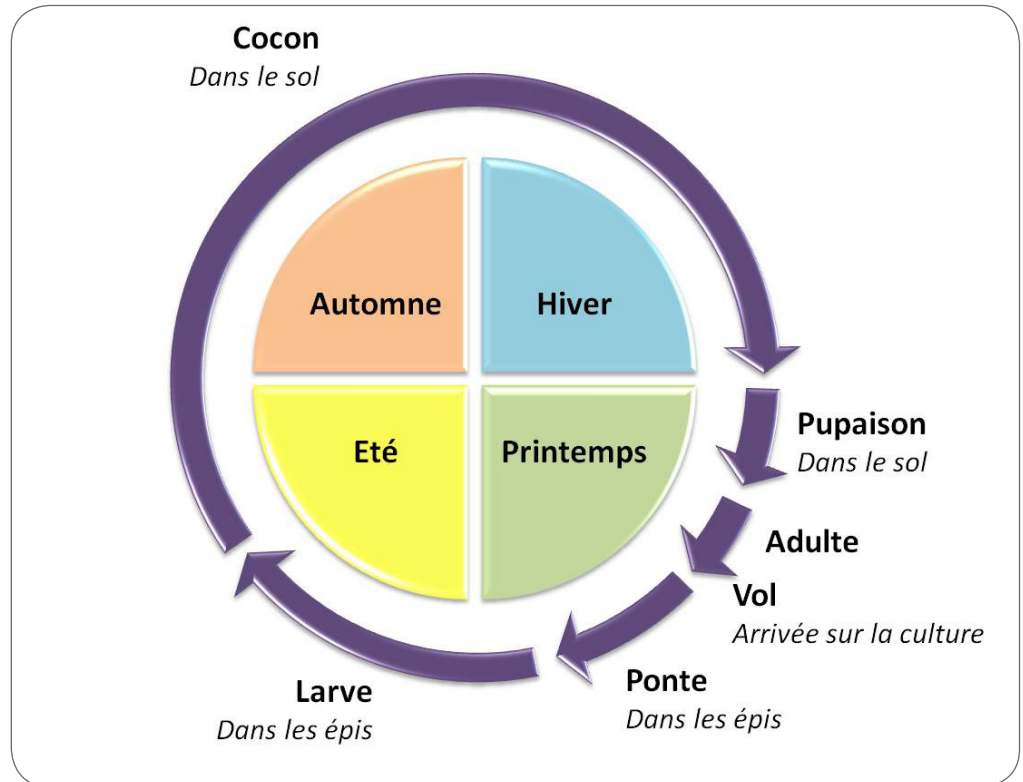 Cocon
Dans le sol
Automne
Hiver
Eté
Printemps
Pupaison
Dans le sol
Adulte
Vol
Arrivée sur la culture
Ponte
Dans les épis
Larve
Dans les épis